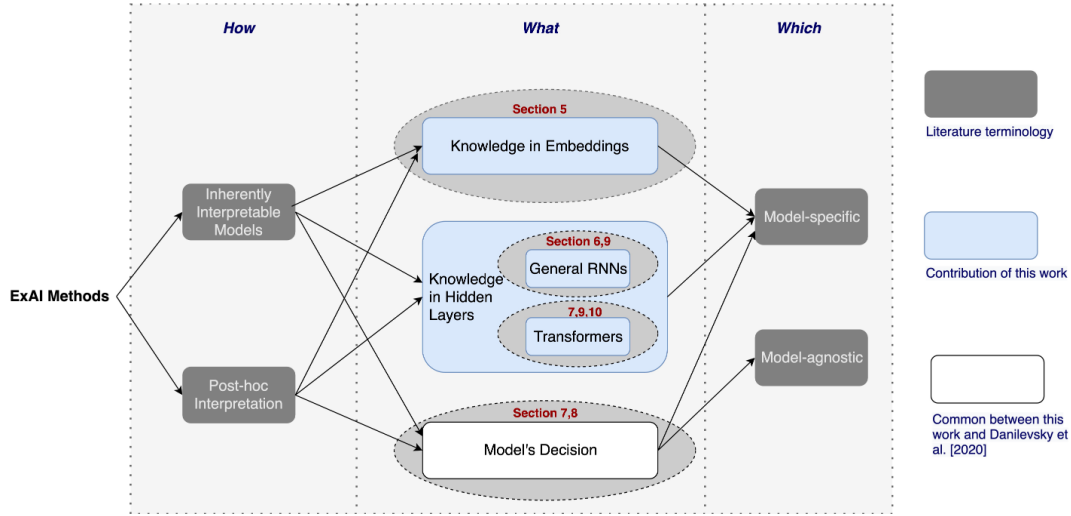 How
What
Which
Section 5
Knowledge in Embeddings
Literature terminology
Inherently
Interpretable
Models
Model-specific
Section 6,9
General RNNs
Knowledge
in Hidden
Layers
Contribution of this work
ExAI Methods
7,9,10
Transformers
Model-agnostic
Post-hoc
Interpretation
Section 7,8
Model's Decision
Common between this
work and Danilevsky et
al. [2020]